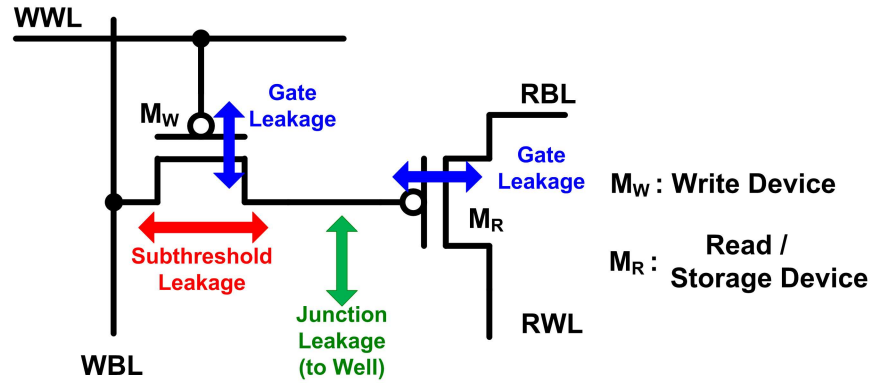 WWL
Gate
Leakage
MW
RBL
Gate
Leakage
MW : Write Device
MR
Subthreshold
Leakage
MR : Read /
Storage Device
Junction
Leakage
(to Well)
RWL
WBL